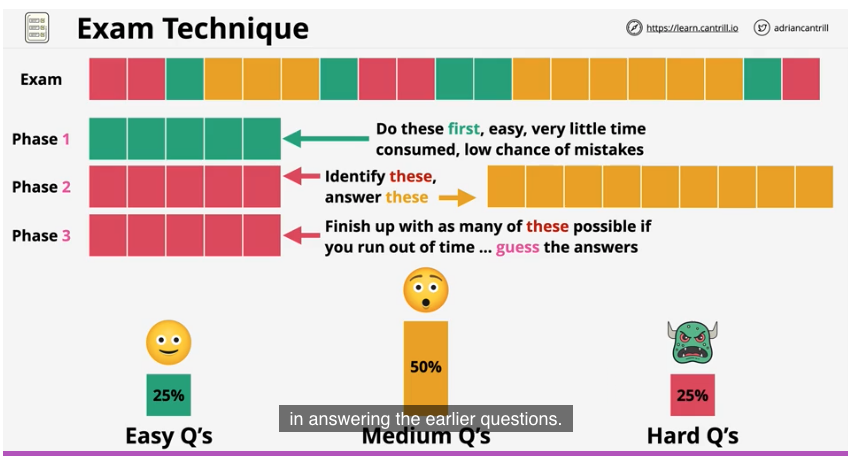 Exam Technique
https://learn.cantrill.io
adriancantrill
Exam
Phase 1
Do these first, easy, very little time
consumed, low chance of mistakes
Phase 2
Identify these,
answer these
Phase 3
Finish up with as many of these possible if
you run out of time ... guess the answers
25%
50%
25%
in answering the earlier questions.
Easy Q's
Medium Q's
Hard Q's